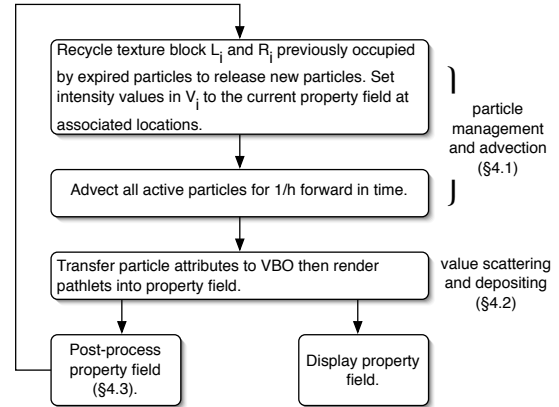 Recycle texture block Li and Ri previously occupied
by expired particles to release new particles. Set
intensity values in Vi to the current property field at
associated locations.
particle
management
and advection
(§4.1)
Advect all active particles for 1/h forward in time.
Transfer particle attributes to VBO then render
pathlets into property field.
value scattering
and depositing
(§4.2)
Post-process
property field
(§4.3).
Display property
field.